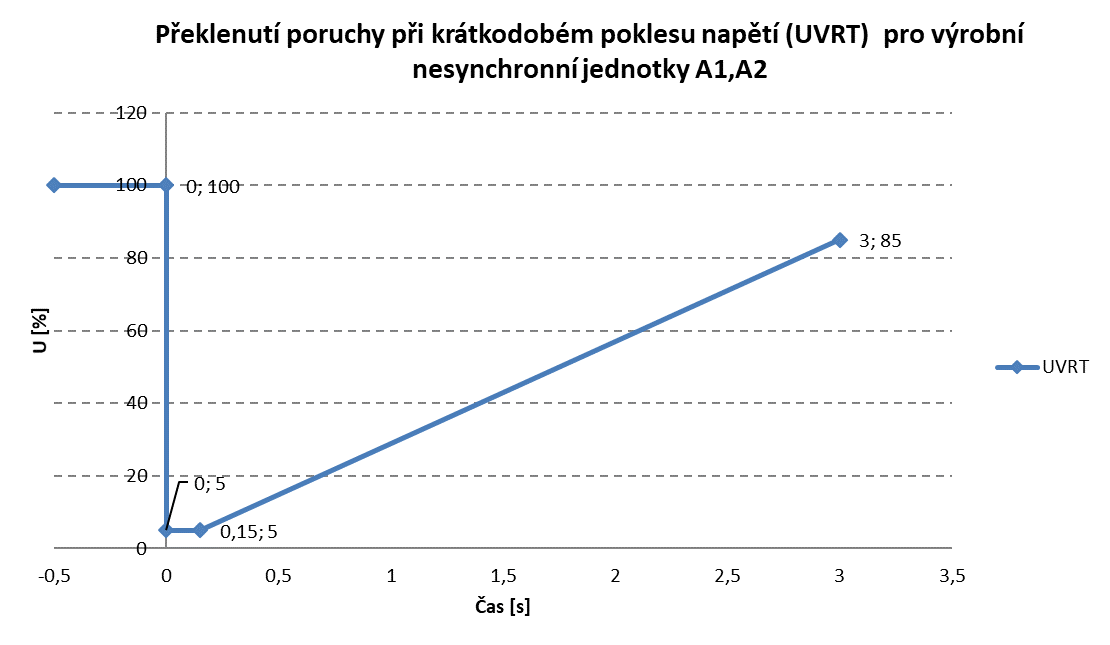 Překlenutí poruchy při krátkodobém poklesu napětí (UVRT) pro výrobní
nesynchronní jednotky A1,A2
120
100
0; 100
3; 85
80
60
U [%]
UVRT
40
20
0; 5
0,15; 5
0
-0,5 0 0,5 1 1,5 2 2,5 3 3,5
Čas [s]